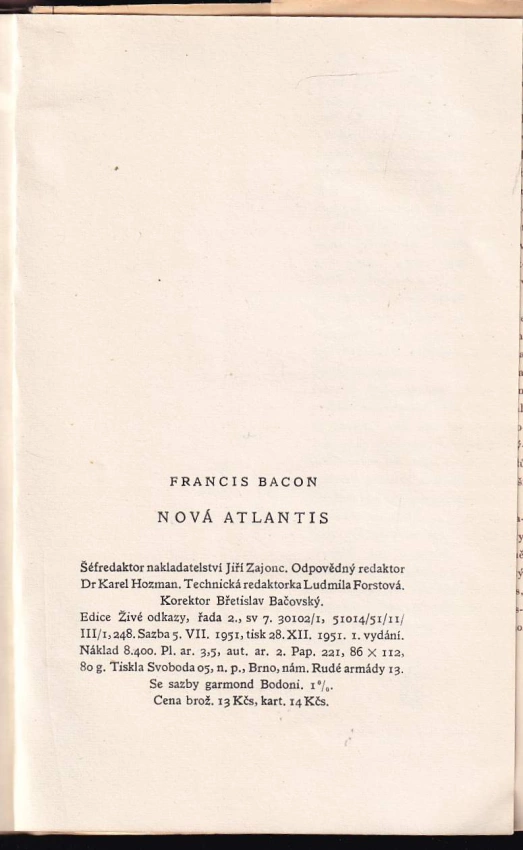 FRANCIS BACON
NOVÁ ATLANTIS
Šéfredaktor nakladatelství Jiří Zajonc. Odpovědný redaktor
Dr Karel Hozman. Technická redaktorka Ludmila Forstová.
Korektor Břetislav Bačovský.
Edice Živé odkazy, řada 2., sv 7. 30102/1, 51014/51/11/
III/1, 248. Sazba 5. VII. 1951, tisk 28. XII. 1951. 1. vydání.
Náklad 8.400. Pl. ar. 3,5, aut. ar. 2. Pap. 221, 86 × 112,
80 g. Tiskla Svoboda 05, n. p., Brno, nám. Rudé armády 13.
Se sazby garmond Bodoni. 1%.
Cena brož. 13 Kčs, kart. 14 Kčs.